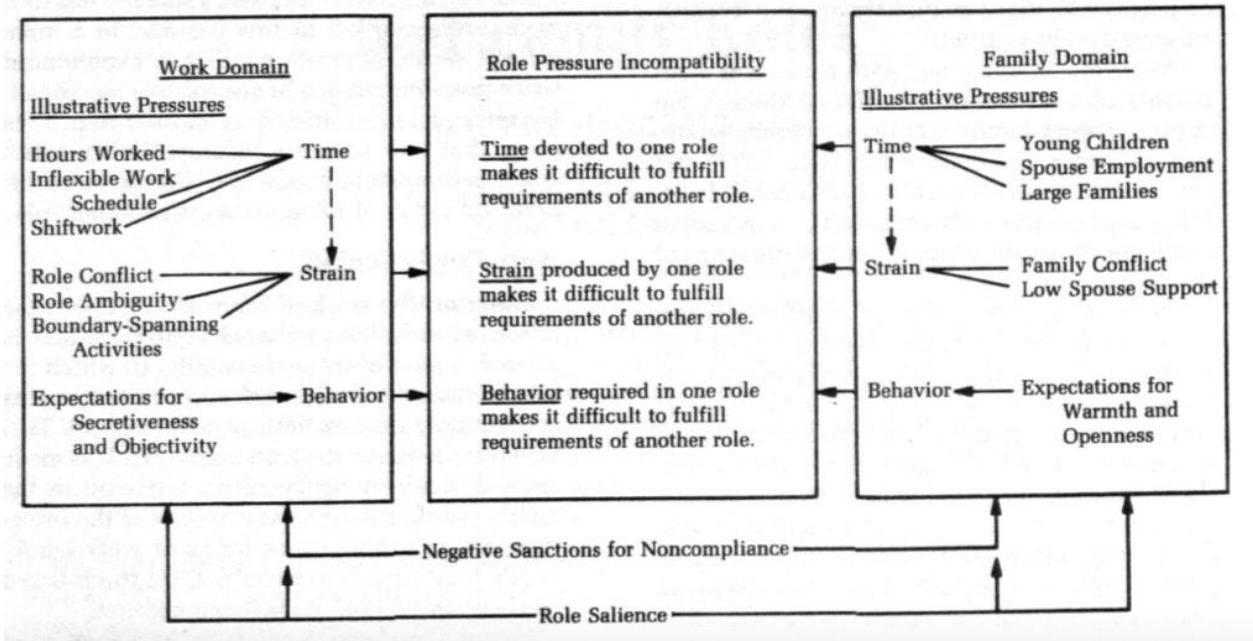 Work Domain
Illustrative Pressures
Hours Worked
Inflexible Work
Schedule
Shiftwork
Time
Role Conflict
Role Ambiguity
Boundary-Spanning
Activities
Strain
Expectations for
Secretiveness
and Objectivity
Behavior
Role Pressure Incompatibility
Time devoted to one role
makes it difficult to fulfill
requirements of another role.
Strain produced by one role
makes it difficult to fulfill
requirements of another role.
Behavior required in one role
makes it difficult to fulfill
requirements of another role.
Family Domain
Illustrative Pressures
Time
Young Children
Spouse Employment
Large Families
Strain
Family Conflict
Low Spouse Support
Behavior
Expectations for
Warmth and
Openness
Negative Sanctions for Noncompliance
Role Salience